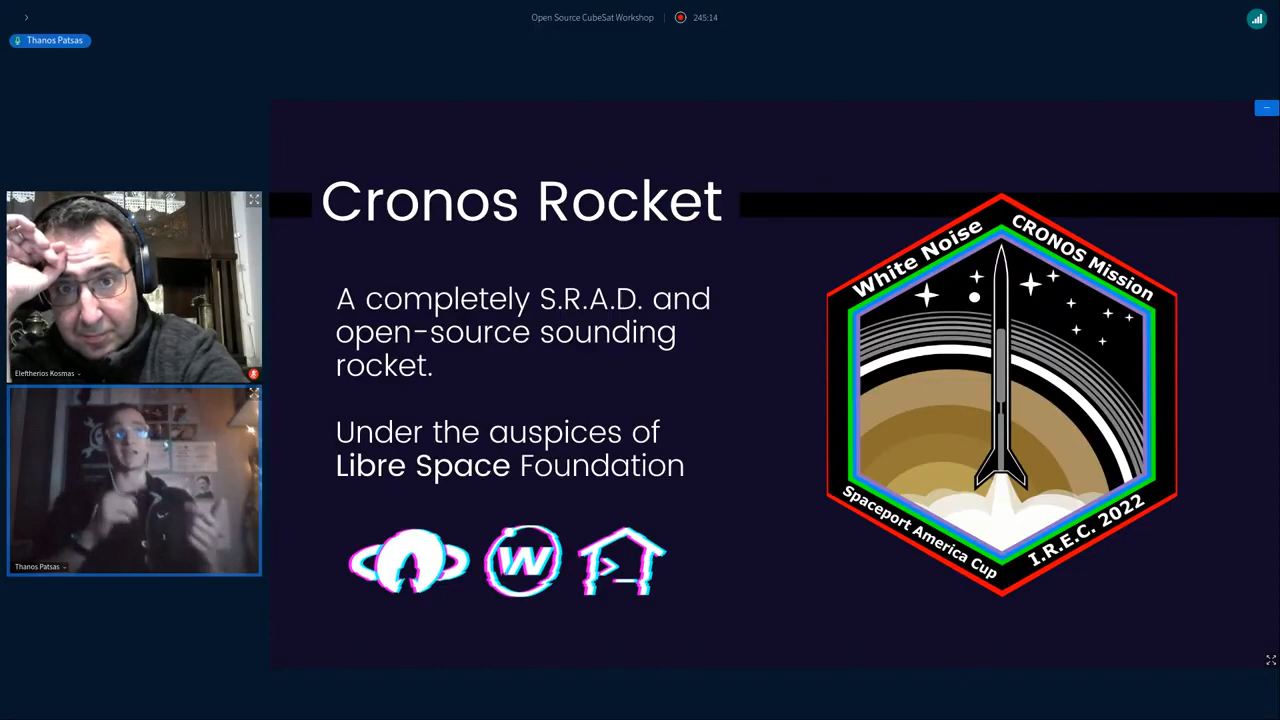 Open Source CubeSat Workshop
245:14
Thanos Patsas
Eleftherios Kosmas
Thanos Patsas
Cronos Rocket
A completely S.R.A.D. and
open-source sounding
rocket.
Under the auspices of
Libre Space Foundation
W
>_
White Noise
CRONOS Mission
Spaceport America Cup
I.R.E.C. 2022